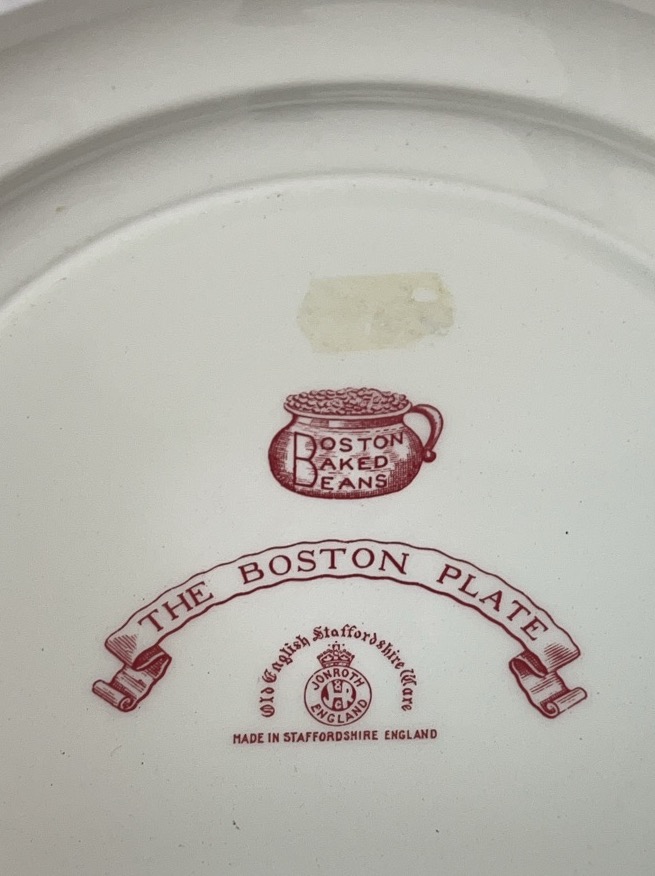 BOSTON
BAKED
BEANS
THE BOSTON PLATE
Old English Staffordshire Ware
JONROTH
ENGLAND
MADE IN STAFFORDSHIRE ENGLAND